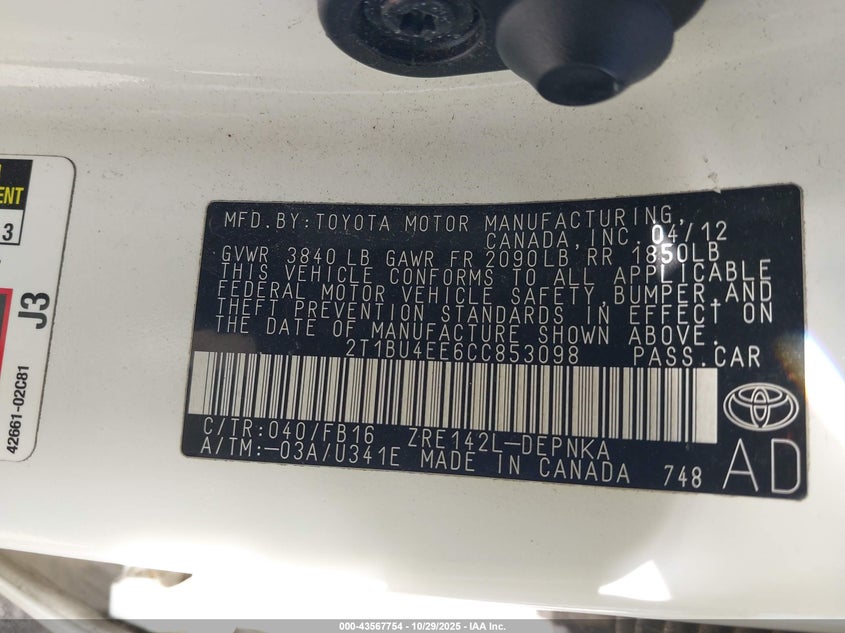 MFD.BY:TOYOTA MOTOR MANUFACTURING,
CANADA,INC.04/12
GVWR 3840 LB GAWR FR 2090LB RR 1850LB
THIS VEHICLE CONFORMS TO ALL APPLICABLE
FEDERAL MOTOR VEHICLE SAFETY,BUMPER,AND
THEFT PREVENTION STANDARDS IN EFFECT ON
THE DATE OF MANUFACTURE SHOWN ABOVE.
2T1BU4EE6CC853098 PASS.CAR
C/TR:040/FB16 ZRE142L-DEPNKA
A/TM:-03A/U341E MADE IN CANADA 748
AD
ENT
3
J3
42661-02C81
000-43567754 - 10/29/2025 - IAA Inc.